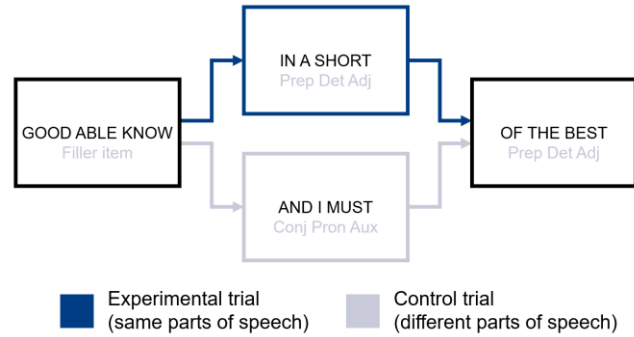 IN A SHORT
Prep Det Adj
GOOD ABLE KNOW
Filler item
OF THE BEST
Prep Det Adj
AND I MUST
Conj Pron Aux
Experimental trial
(same parts of speech)
Control trial
(different parts of speech)